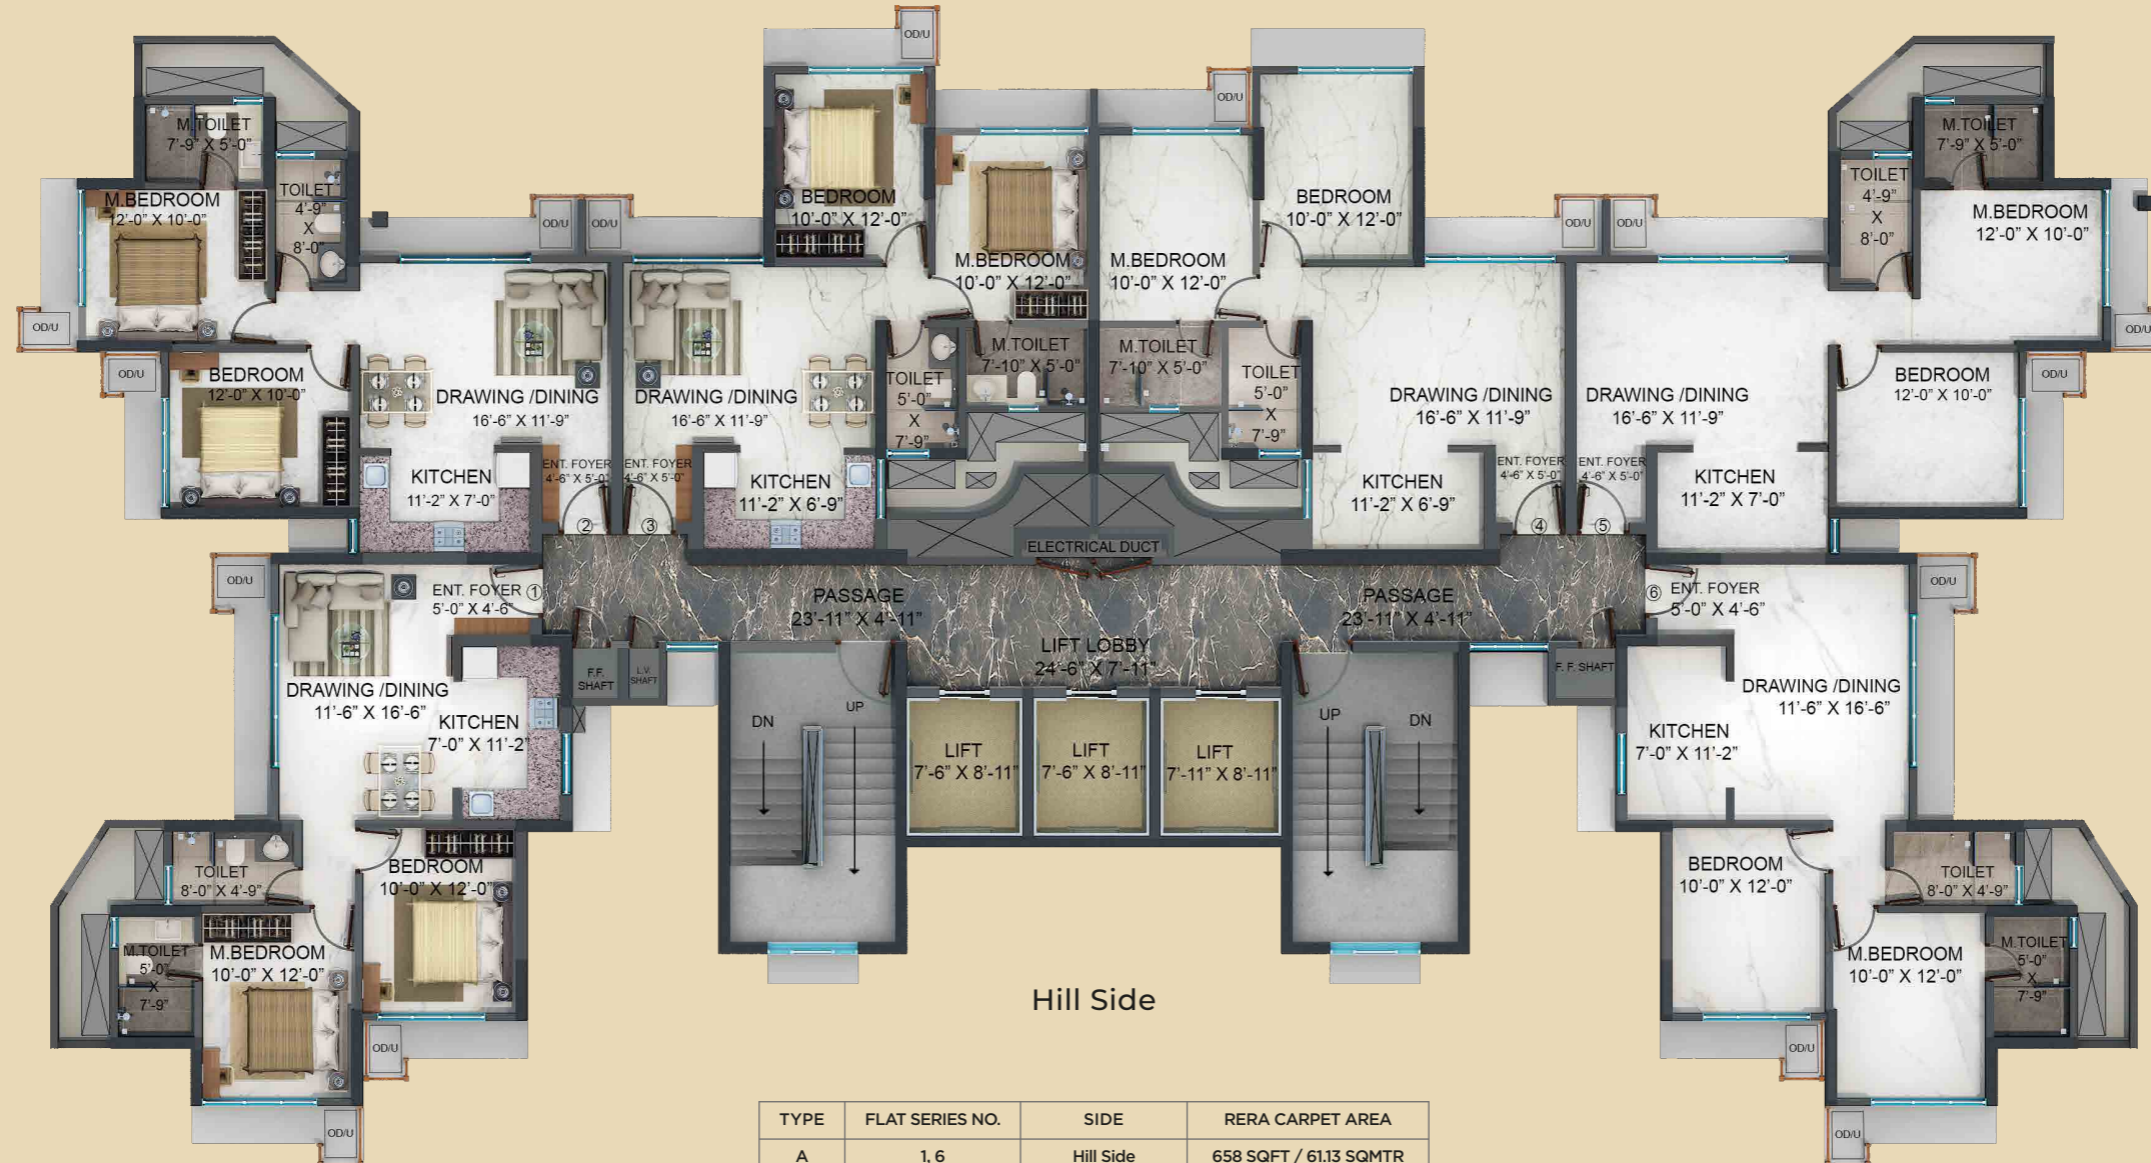 OD/U
OD/U
M.TOILET
7'-9" X 5'-0"
M.BEDROOM
12'-0" X 10'-0"
TOILET
4'-9"
X
8'-0"
OD/U
OD/U
OD/U
OD/U
BEDROOM
12'-0" X 10'-0"
DRAWING /DINING
16'-6" X 11'-9"
KITCHEN
11'-2" X 7'-0"
ENT. FOYER
4'-6" X 5'-0"
2
BEDROOM
10'-0" X 12'-0"
M.BEDROOM
10'-0" X 12'-0"
DRAWING /DINING
16'-6" X 11'-9"
TOILET
5'-0"
X
7'-9"
M.TOILET
7'-10" X 5'-0"
KITCHEN
11'-2" X 6'-9"
ENT. FOYER
4'-6" X 5'-0"
3
BEDROOM
10'-0" X 12'-0"
M.BEDROOM
10'-0" X 12'-0"
M.TOILET
7'-10" X 5'-0"
TOILET
5'-0"
X
7'-9"
OD/U
OD/U
DRAWING /DINING
16'-6" X 11'-9"
KITCHEN
11'-2" X 6'-9"
ENT. FOYER
4'-6" X 5'-0"
4
M.TOILET
7'-9" X 5'-0"
TOILET
4'-9"
X
8'-0"
M.BEDROOM
12'-0" X 10'-0"
OD/U
OD/U
DRAWING /DINING
16'-6" X 11'-9"
BEDROOM
12'-0" X 10'-0"
KITCHEN
11'-2" X 7'-0"
ENT. FOYER
4'-6" X 5'-0"
5
ELECTRICAL DUCT
PASSAGE
23'-11" X 4'-11"
PASSAGE
23'-11" X 4'-11"
LIFT LOBBY
24'-6" X 7'-11"
OD/U
ENT. FOYER 1
5'-0" X 4'-6"
F.F.
SHAFT
L.V.
SHAFT
DRAWING /DINING
11'-6" X 16'-6"
KITCHEN
7'-0" X 11'-2"
DN
UP
LIFT
7'-6" X 8'-11"
LIFT
7'-6" X 8'-11"
LIFT
7'-11" X 8'-11"
UP
DN
6 ENT. FOYER
5'-0" X 4'-6"
OD/U
F. F. SHAFT
DRAWING /DINING
11'-6" X 16'-6"
KITCHEN
7'-0" X 11'-2"
TOILET
8'-0" X 4'-9"
BEDROOM
10'-0" X 12'-0"
M.TOILET
5'-0"
X
7'-9"
M.BEDROOM
10'-0" X 12'-0"
OD/U
OD/U
BEDROOM
10'-0" X 12'-0"
TOILET
8'-0" X 4'-9"
M.BEDROOM
10'-0" X 12'-0"
M.TOILET
5'-0"
X
7'-9"
OD/U
OD/U
Hill Side
TYPE FLAT SERIES NO. SIDE RERA CARPET AREA
A 1, 6 Hill Side 658 SQFT / 61.13 SQMTR